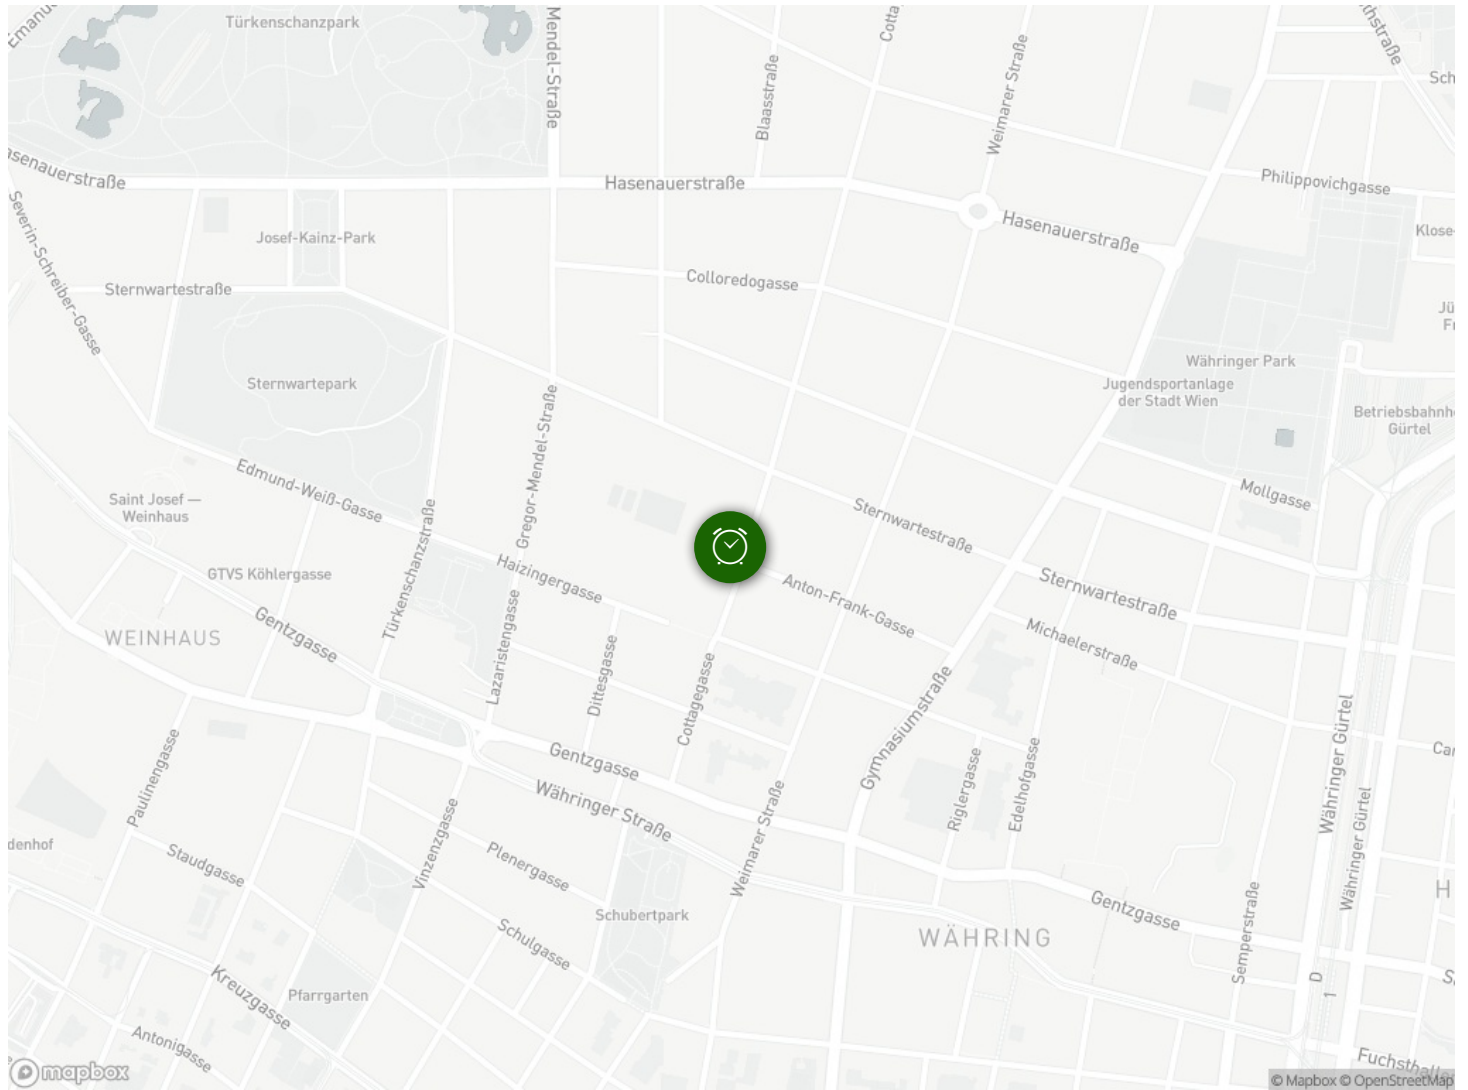 Türkenschanzpark
Mendel-Straße
Blaasstraße
Weimarer Straße
Hasenauerstraße
Philippovichgasse
Hasenauerstraße
Severin-Schreiber-Gasse
Josef-Kainz-Park
Colloredogasse
Sternwartestraße
Währinger Park
Jugendsportanlage
der Stadt Wien
Sternwartepark
Gürtel
Gregor-Mendel-Straße
Edmund-Weiß-Gasse
Saint Josef —
Weinhaus
Mollgasse
Sternwartestraße
Türkenschanzstraße
GTVS Köhlergasse
Haizingergasse
Anton-Frank-Gasse
Sternwartestraße
WEINHAUS
Gentzgasse
Lazaristengasse
Dittesgasse
Cottagegasse
Michaelerstraße
Gymnasiumstraße
Währinger Gürtel
Paulinengasse
Gentzgasse
Währinger Straße
Riglergasse
Edelhofgasse
Währinger Gürtel
Vinzenzgasse
Weimarer Straße
Staudgasse
Plenergasse
Schubertpark
Schulgasse
Gentzgasse
WÄHRING
Semperstraße
Kreuzgasse
Pfarrgarten
D
1
Antonigasse
mapbox
© Mapbox © OpenStreetMap